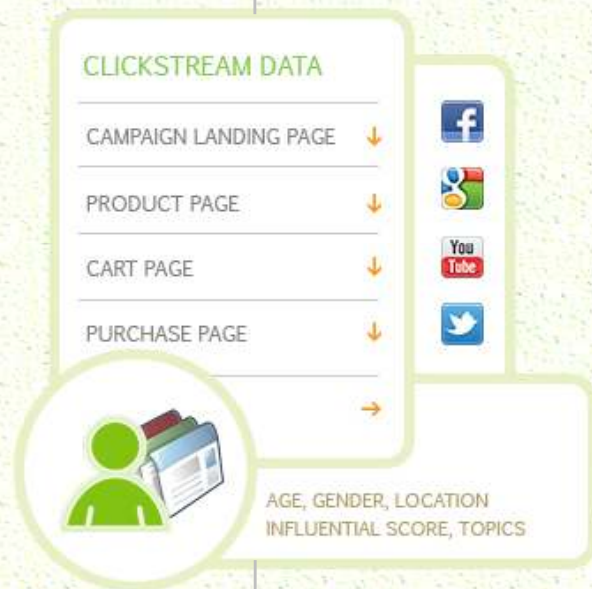 CLICKSTREAM DATA
CAMPAIGN LANDING PAGE
PRODUCT PAGE
CART PAGE
PURCHASE PAGE
f
g
You
Tube
AGE, GENDER, LOCATION
INFLUENTIAL SCORE, TOPICS